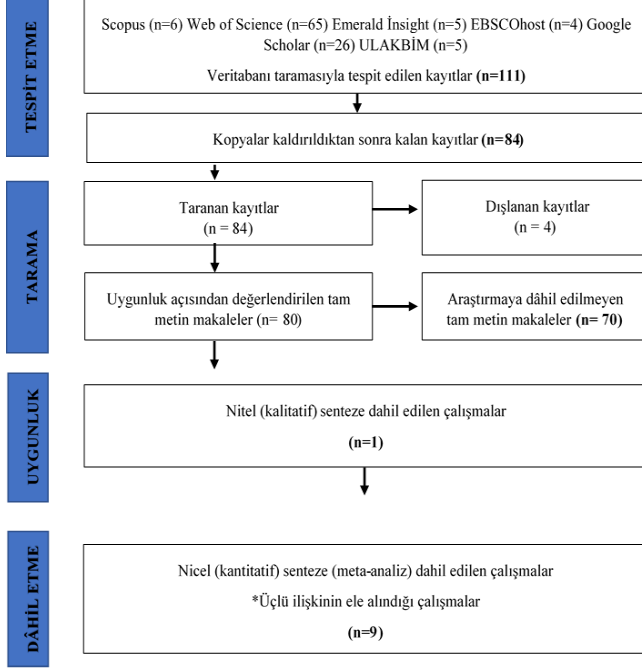 TESPİT ETME
Scopus (n=6) Web of Science (n=65) Emerald İnsight (n=5) EBSCOhost (n=4) Google
Scholar (n=26) ULAKBİM (n=5)
Veritabanı taramasıyla tespit edilen kayıtlar (n=111)
Kopyalar kaldırıldıktan sonra kalan kayıtlar (n=84)
TARAMA
Taranan kayıtlar
(n = 84)
Dışlanan kayıtlar
(n = 4)
Uygunluk açısından değerlendirilen tam
metin makaleler (n= 80)
Araştırmaya dâhil edilmeyen
tam metin makaleler (n= 70)
UYGUNLUK
Nitel (kalitatif) senteze dahil edilen çalışmalar
(n=1)
DÂHİL ETME
Nicel (kantitatif) senteze (meta-analiz) dahil edilen çalışmalar
*Üçlü ilişkinin ele alındığı çalışmalar
(n=9)